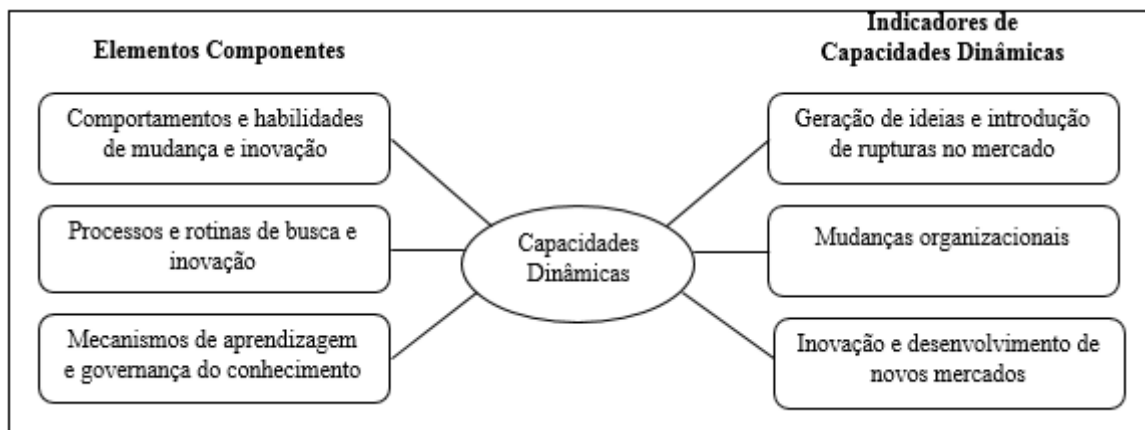 Elementos Componentes
Comportamentos e habilidades
de mudança e inovação
Processos e rotinas de busca e
inovação
Mecanismos de aprendizagem
e governança do conhecimento
Capacidades
Dinâmicas
Indicadores de
Capacidades Dinâmicas
Geração de ideias e introdução
de rupturas no mercado
Mudanças organizacionais
Inovação e desenvolvimento de
novos mercados